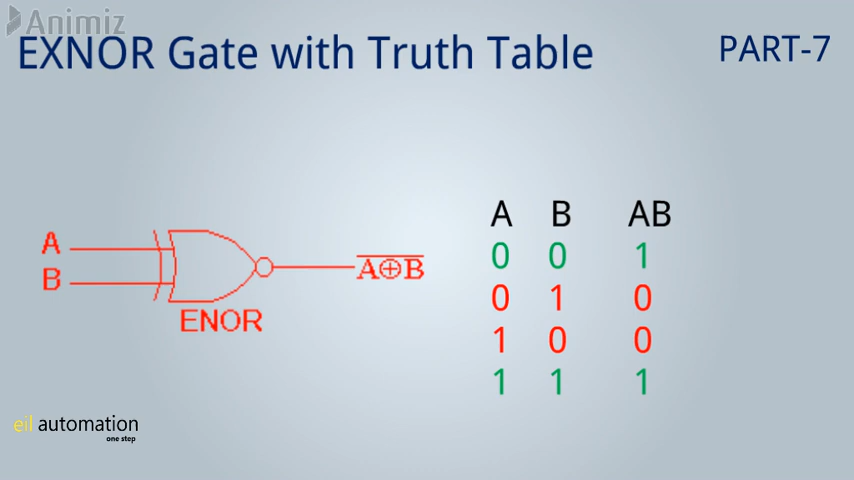 Animiz
EXNOR Gate with Truth Table
PART-7
A
B
A⊕B
ENOR
A B AB
0 0 1
0 1 0
1 0 0
1 1 1
eil automation
one step